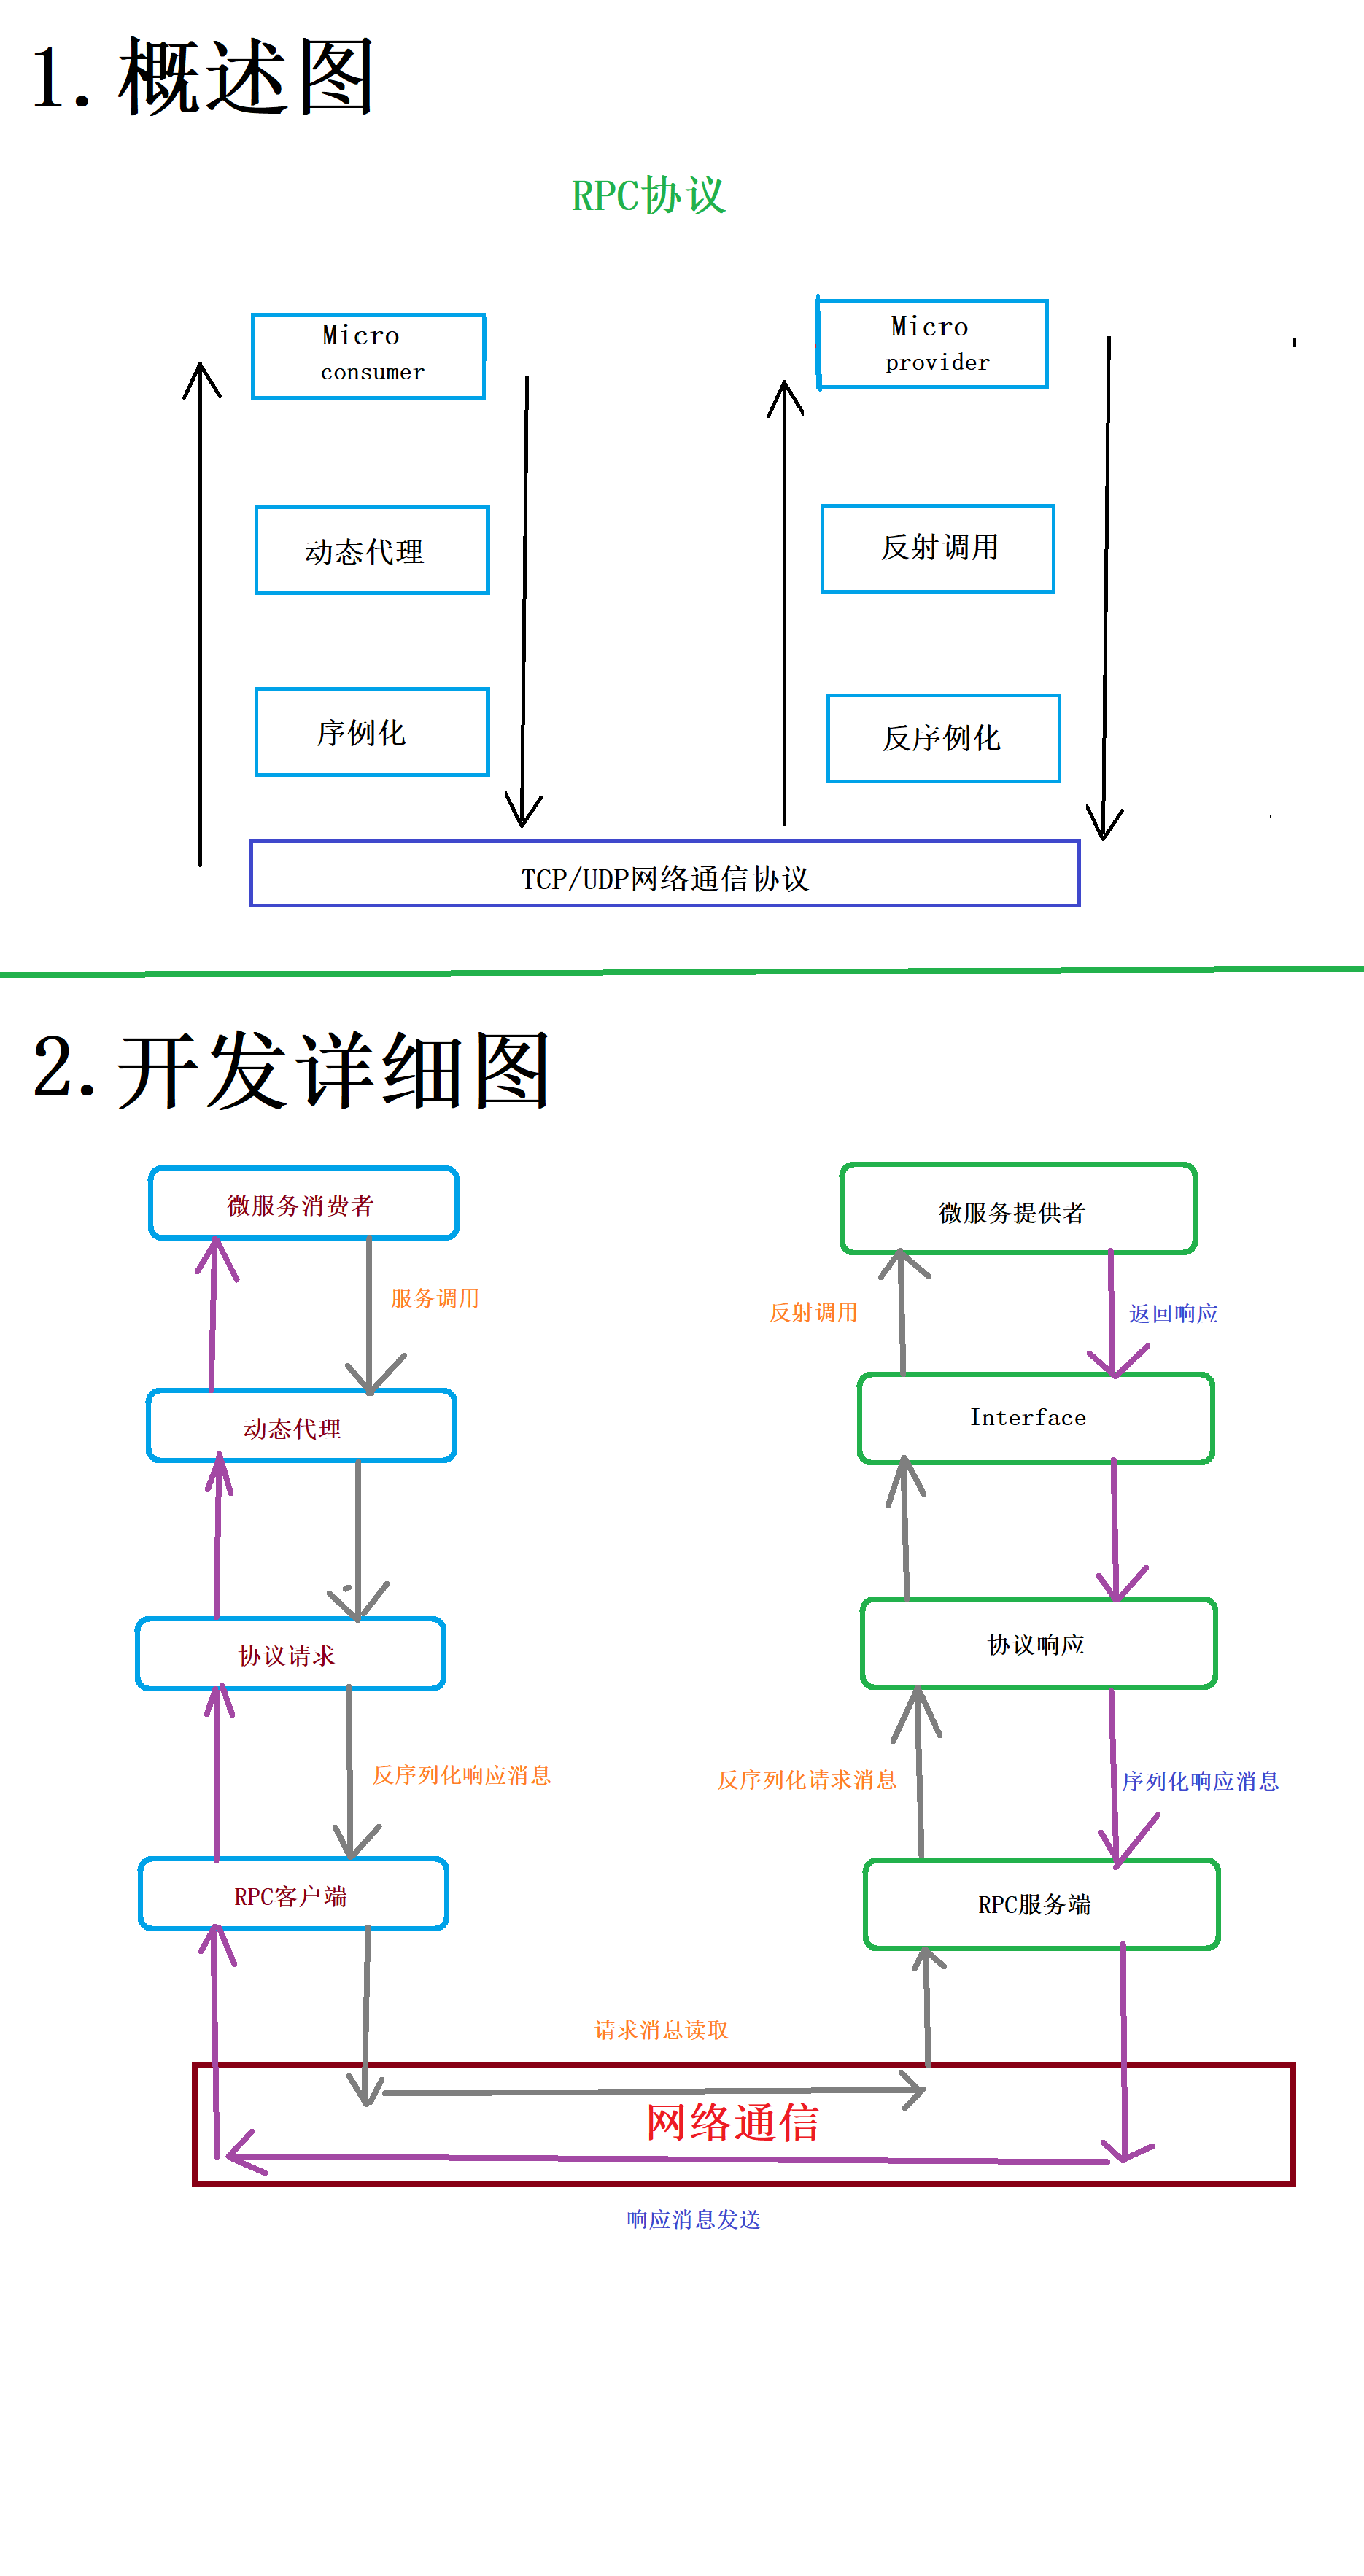 1.概述图
RPC协议
Micro
consumer
Micro
provider
动态代理
反射调用
序例化
反序例化
TCP/UDP网络通信协议
2.开发详细图
微服务消费者
微服务提供者
服务调用
反射调用
返回响应
动态代理
Interface
协议请求
协议响应
反序列化响应消息
反序列化请求消息
序列化响应消息
RPC客户端
RPC服务端
请求消息读取
网络通信
响应消息发送